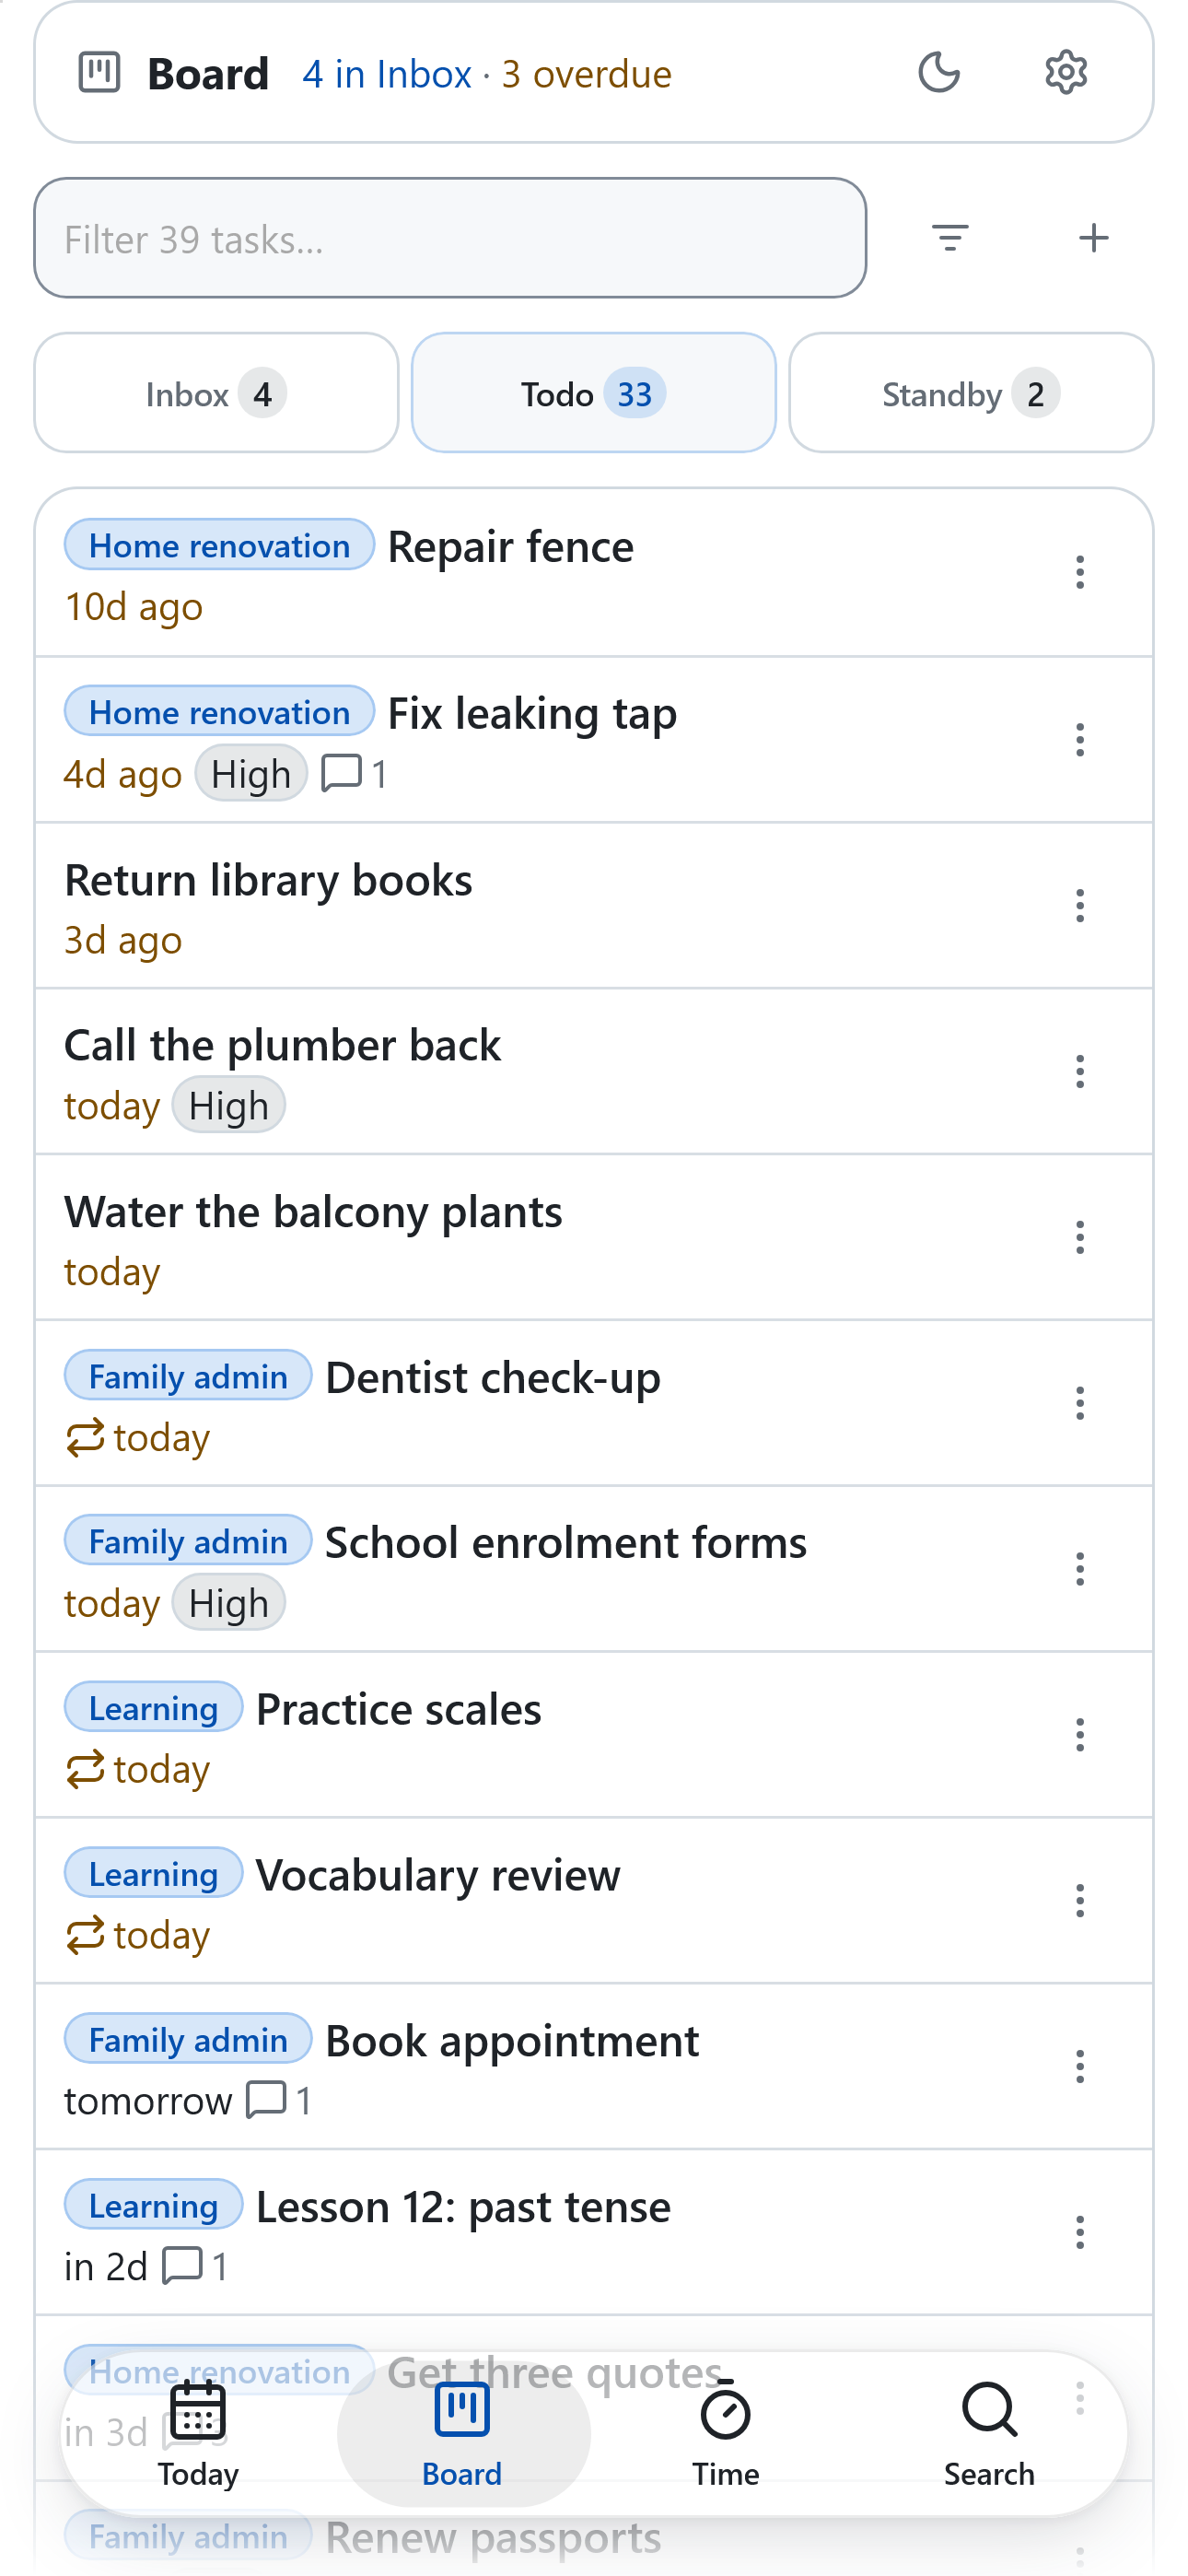 Board 4 in Inbox · 3 overdue
Filter 39 tasks...
Inbox 4 Todo 33 Standby 2
Home renovation Repair fence
10d ago
Home renovation Fix leaking tap
4d ago High 1
Return library books
3d ago
Call the plumber back
today High
Water the balcony plants
today
Family admin Dentist check-up
today
Family admin School enrolment forms
today High
Learning Practice scales
today
Learning Vocabulary review
today
Family admin Book appointment
tomorrow 1
Learning Lesson 12: past tense
in 2d 1
Home renovation Get three quotes
in 3d 3
Today Board Time Search
Family admin Renew passports